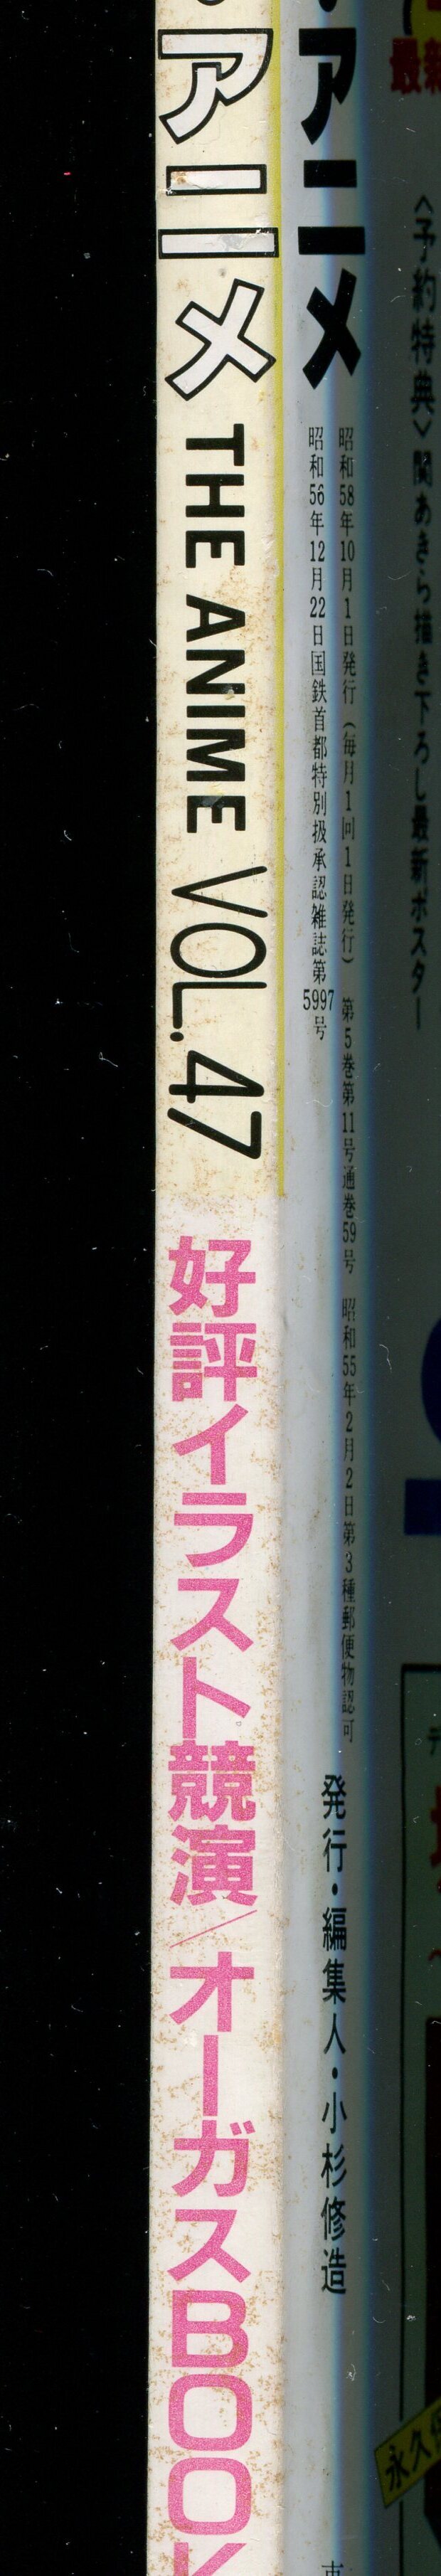 ・アニメ THE ANIME VOL. 47 好評イラスト競演／オーガスBOOK
・アニメ
昭和58年10月1日発行（毎月1回1日発行） 第5巻第11号通巻59号 昭和55年2月2日第3種郵便物認可
昭和56年12月22日国鉄首都特別扱承認雑誌第5997号
発行・編集人・小杉修造
最新
〈予約特典〉関あきら描き下ろし最新ポスター
永久